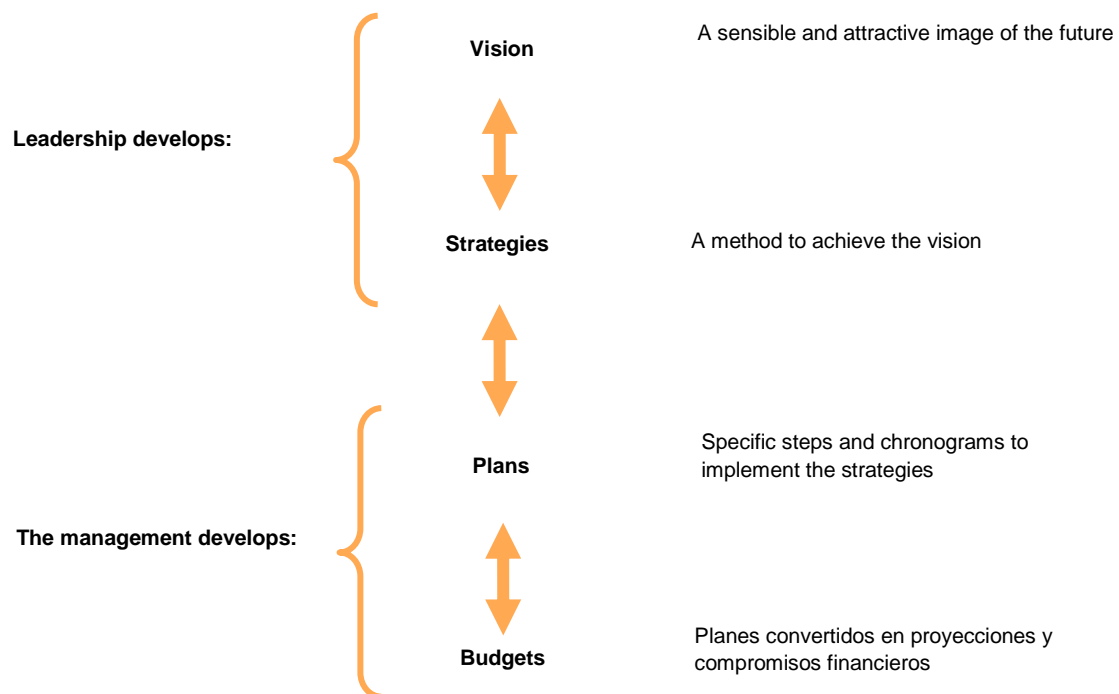 A sensible and attractive image of the future
Vision
Leadership develops:
Strategies
A method to achieve the vision
Specific steps and chronograms to
implement the strategies
Plans
The management develops:
Planes convertidos en proyecciones y
compromisos financieros
Budgets